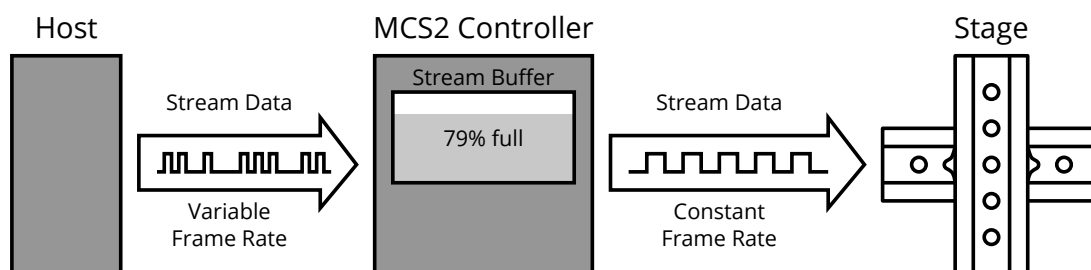 Host
MCS2 Controller
Stage
Stream Buffer
Stream Data
Stream Data
79% full
Variable
Frame Rate
Constant
Frame Rate